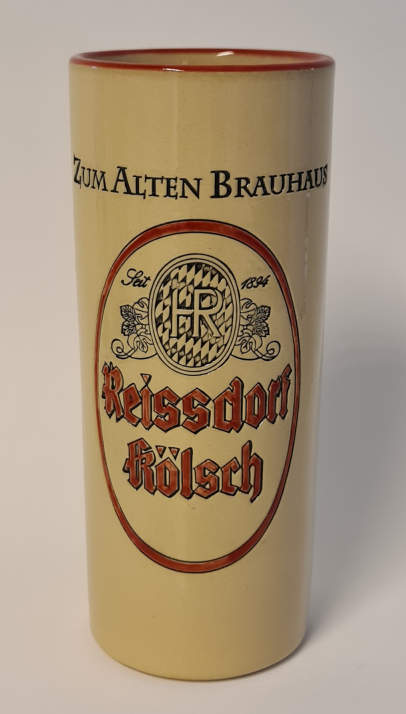 ZUM ALTEN BRAUHAUS
Seit 1894
HR
Reissdorf
Kölsch